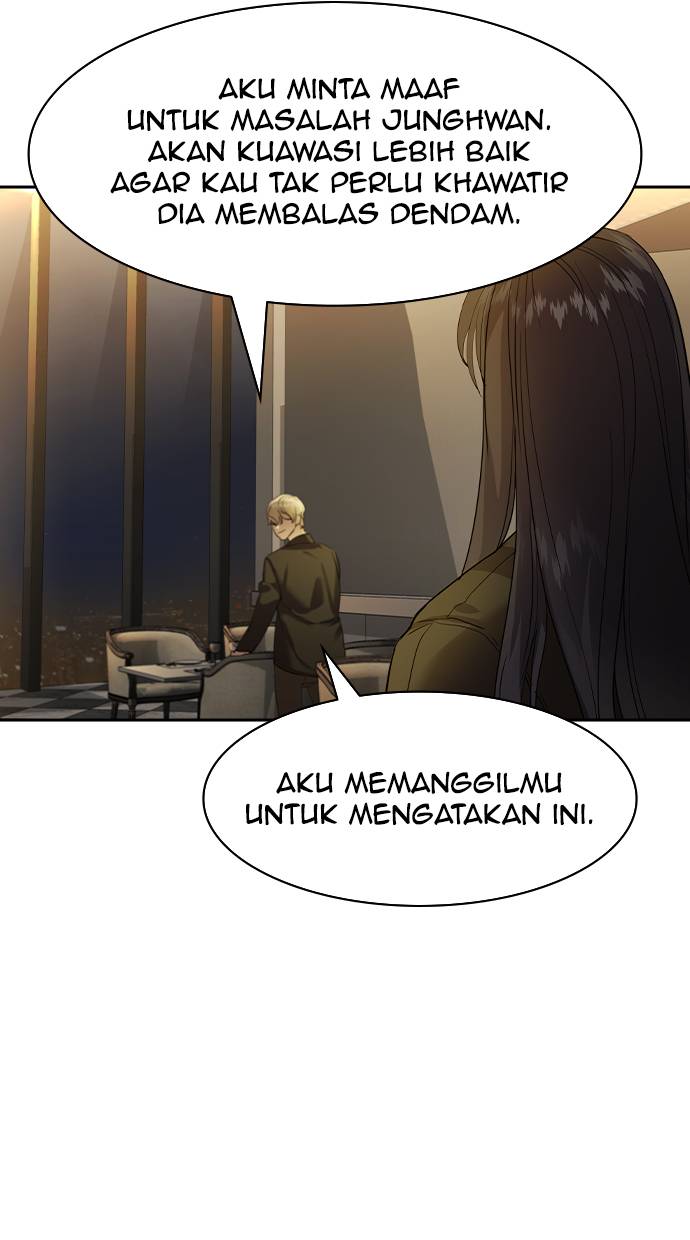 AKU MINTA MAAF
UNTUK MASALAH JUNGHWAN.
AKAN KUAWASI LEBIH BAIK
AGAR KAU TAK PERLU KHAWATIR
DIA MEMBALAS DENDAM.
AKU MEMANGGILMU
UNTUK MENGATAKAN INI.